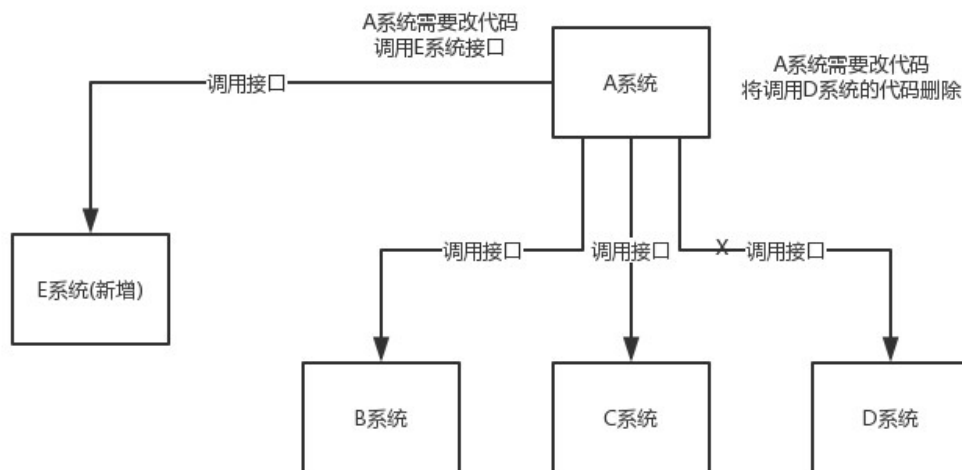 A系统需要改代码
调用E系统接口
A系统
A系统需要改代码
将调用D系统的代码删除
调用接口
E系统(新增)
调用接口
调用接口
X
调用接口
B系统
C系统
D系统